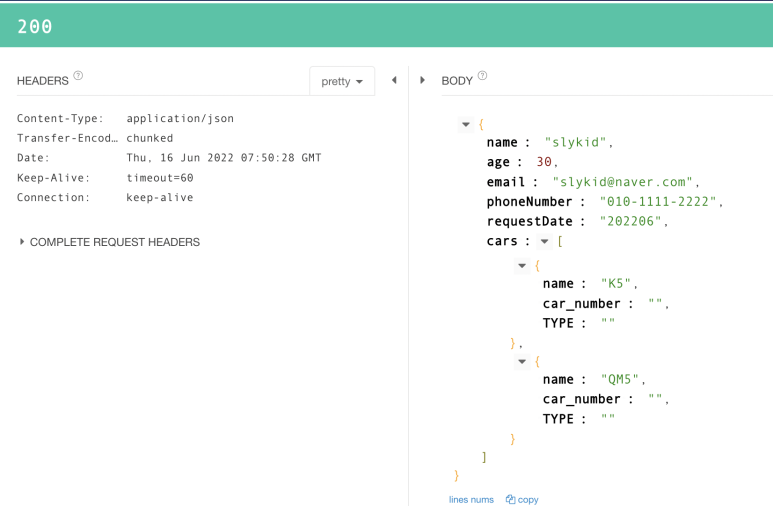 200
HEADERS ?
pretty
Content-Type: application/json
Transfer-Encod… chunked
Date: Thu, 16 Jun 2022 07:50:28 GMT
Keep-Alive: timeout=60
Connection: keep-alive
COMPLETE REQUEST HEADERS
BODY ?
{
name : "slykid",
age : 30,
email : "slykid@naver.com",
phoneNumber : "010-1111-2222",
requestDate : "202206",
cars : [
{
name : "K5",
car_number : "",
TYPE : ""
},
{
name : "QM5",
car_number : "",
TYPE : ""
}
]
}
lines nums copy